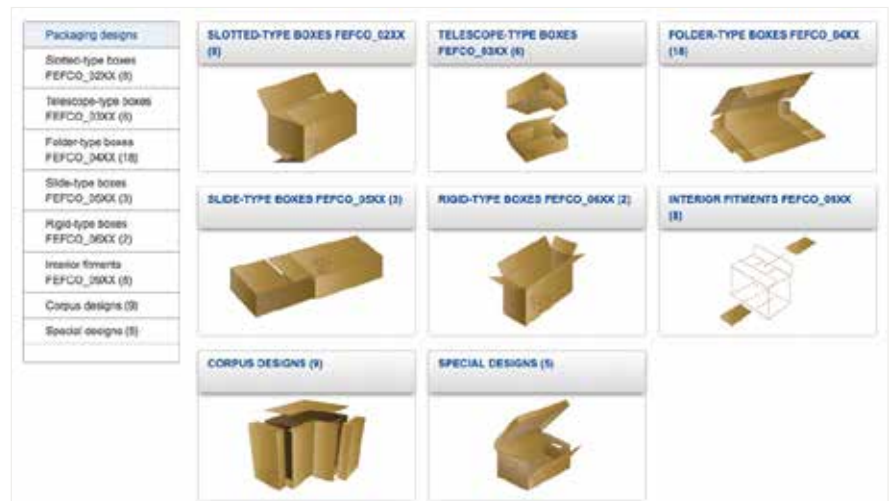 Packaging designs
Slotted-type boxes
FEFCO_02XX (8)
Telescope-type boxes
FEFCO_03XX (6)
Folder-type boxes
FEFCO_04XX (18)
Slide-type boxes
FEFCO_05XX (3)
Rigid-type boxes
FEFCO_06XX (2)
Interior fitments
FEFCO_09XX (8)
Corpus designs (9)
Special designs (5)
SLOTTED-TYPE BOXES FEFCO_02XX
(8)
TELESCOPE-TYPE BOXES
FEFCO_03XX (6)
FOLDER-TYPE BOXES FEFCO_04XX
(18)
SLIDE-TYPE BOXES FEFCO_05XX (3)
RIGID-TYPE BOXES FEFCO_06XX (2)
INTERIOR FITMENTS FEFCO_09XX
(8)
CORPUS DESIGNS (9)
SPECIAL DESIGNS (5)